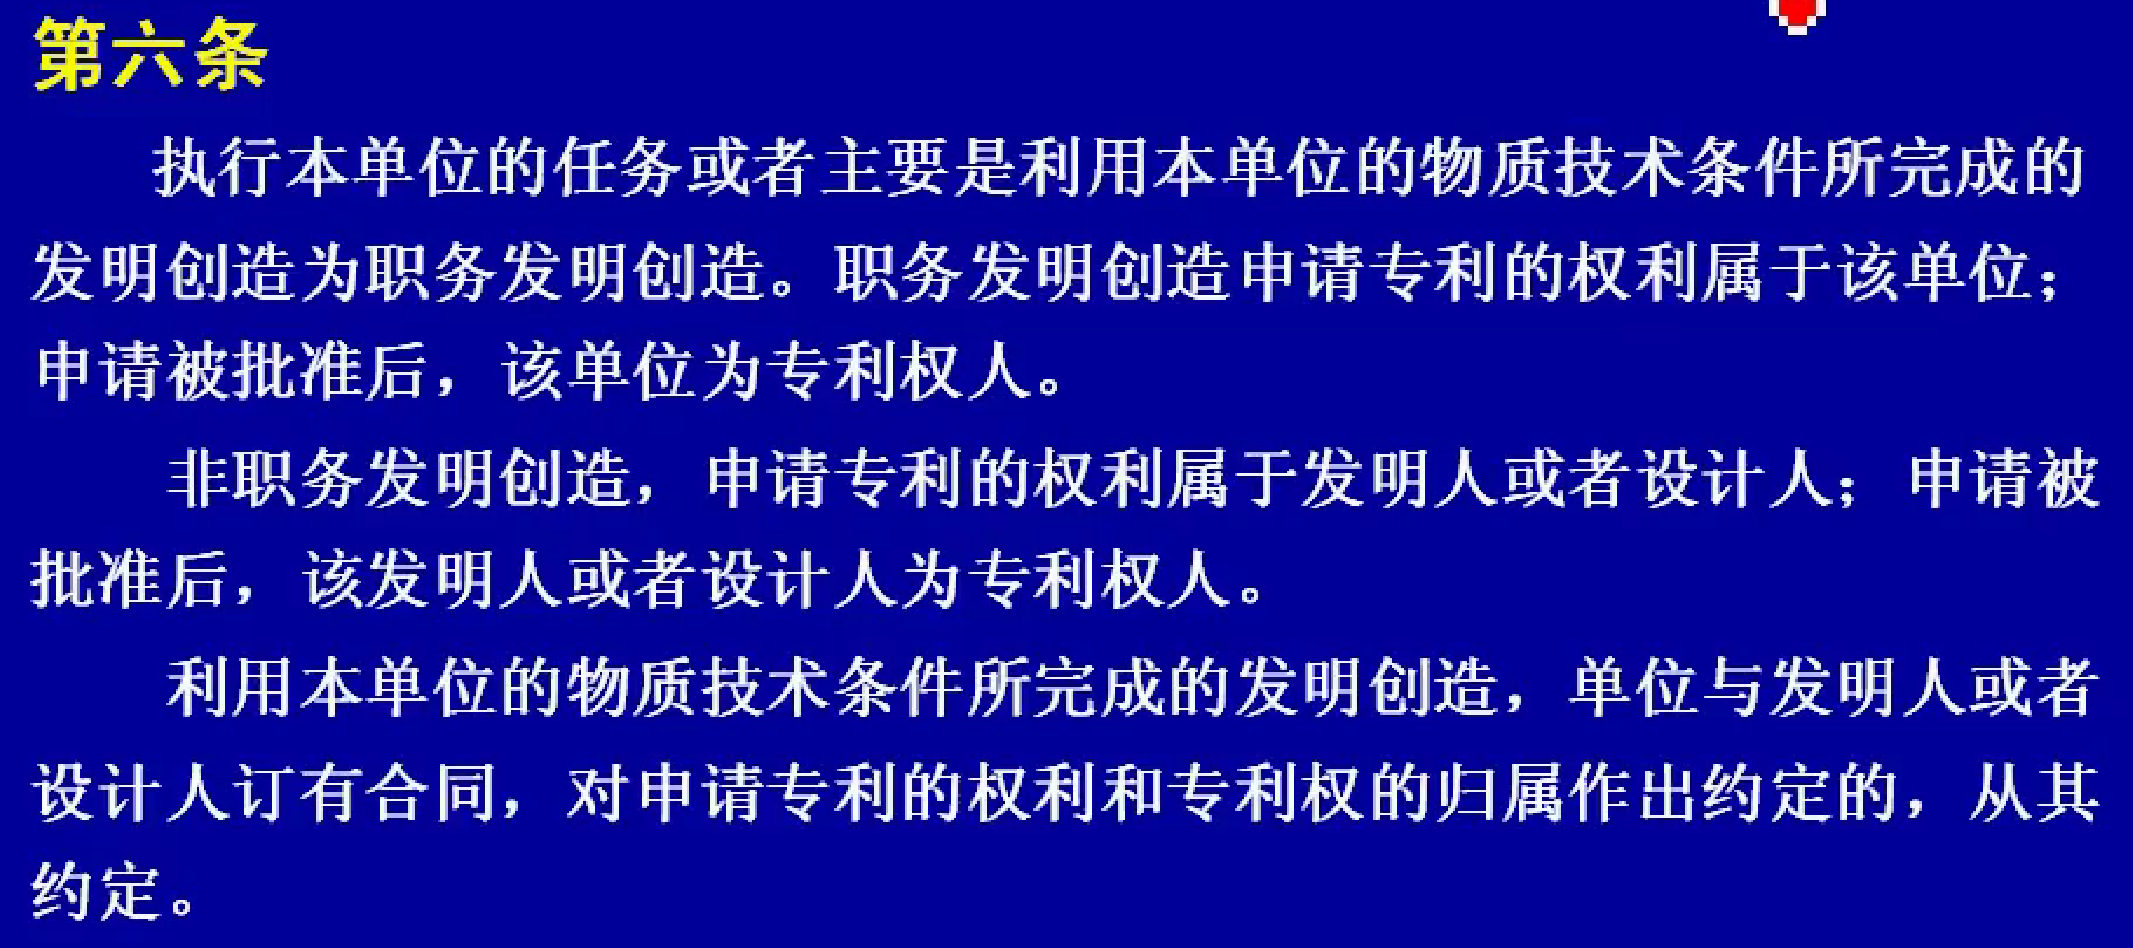 第六条
执行本单位的任务或者主要是利用本单位的物质技术条件所完成的
发明创造为职务发明创造。职务发明创造申请专利的权利属于该单位；
申请被批准后，该单位为专利权人。
非职务发明创造，申请专利的权利属于发明人或者设计人；申请被
批准后，该发明人或者设计人为专利权人。
利用本单位的物质技术条件所完成的发明创造，单位与发明人或者
设计人订有合同，对申请专利的权利和专利权的归属作出约定的，从其
约定。